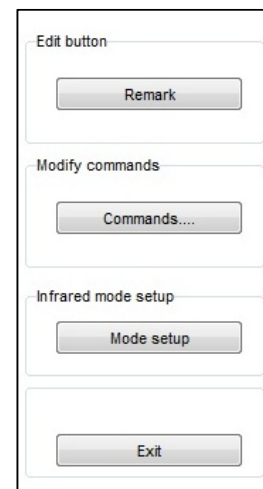 Edit button
Remark
Modify commands
Commands....
Infrared mode setup
Mode setup
Exit